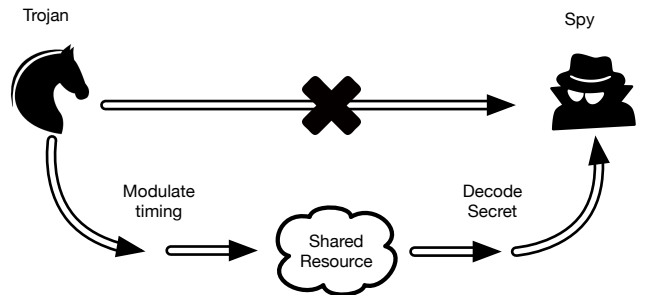 Trojan
Spy
Modulate
timing
Decode
Secret
Shared
Resource